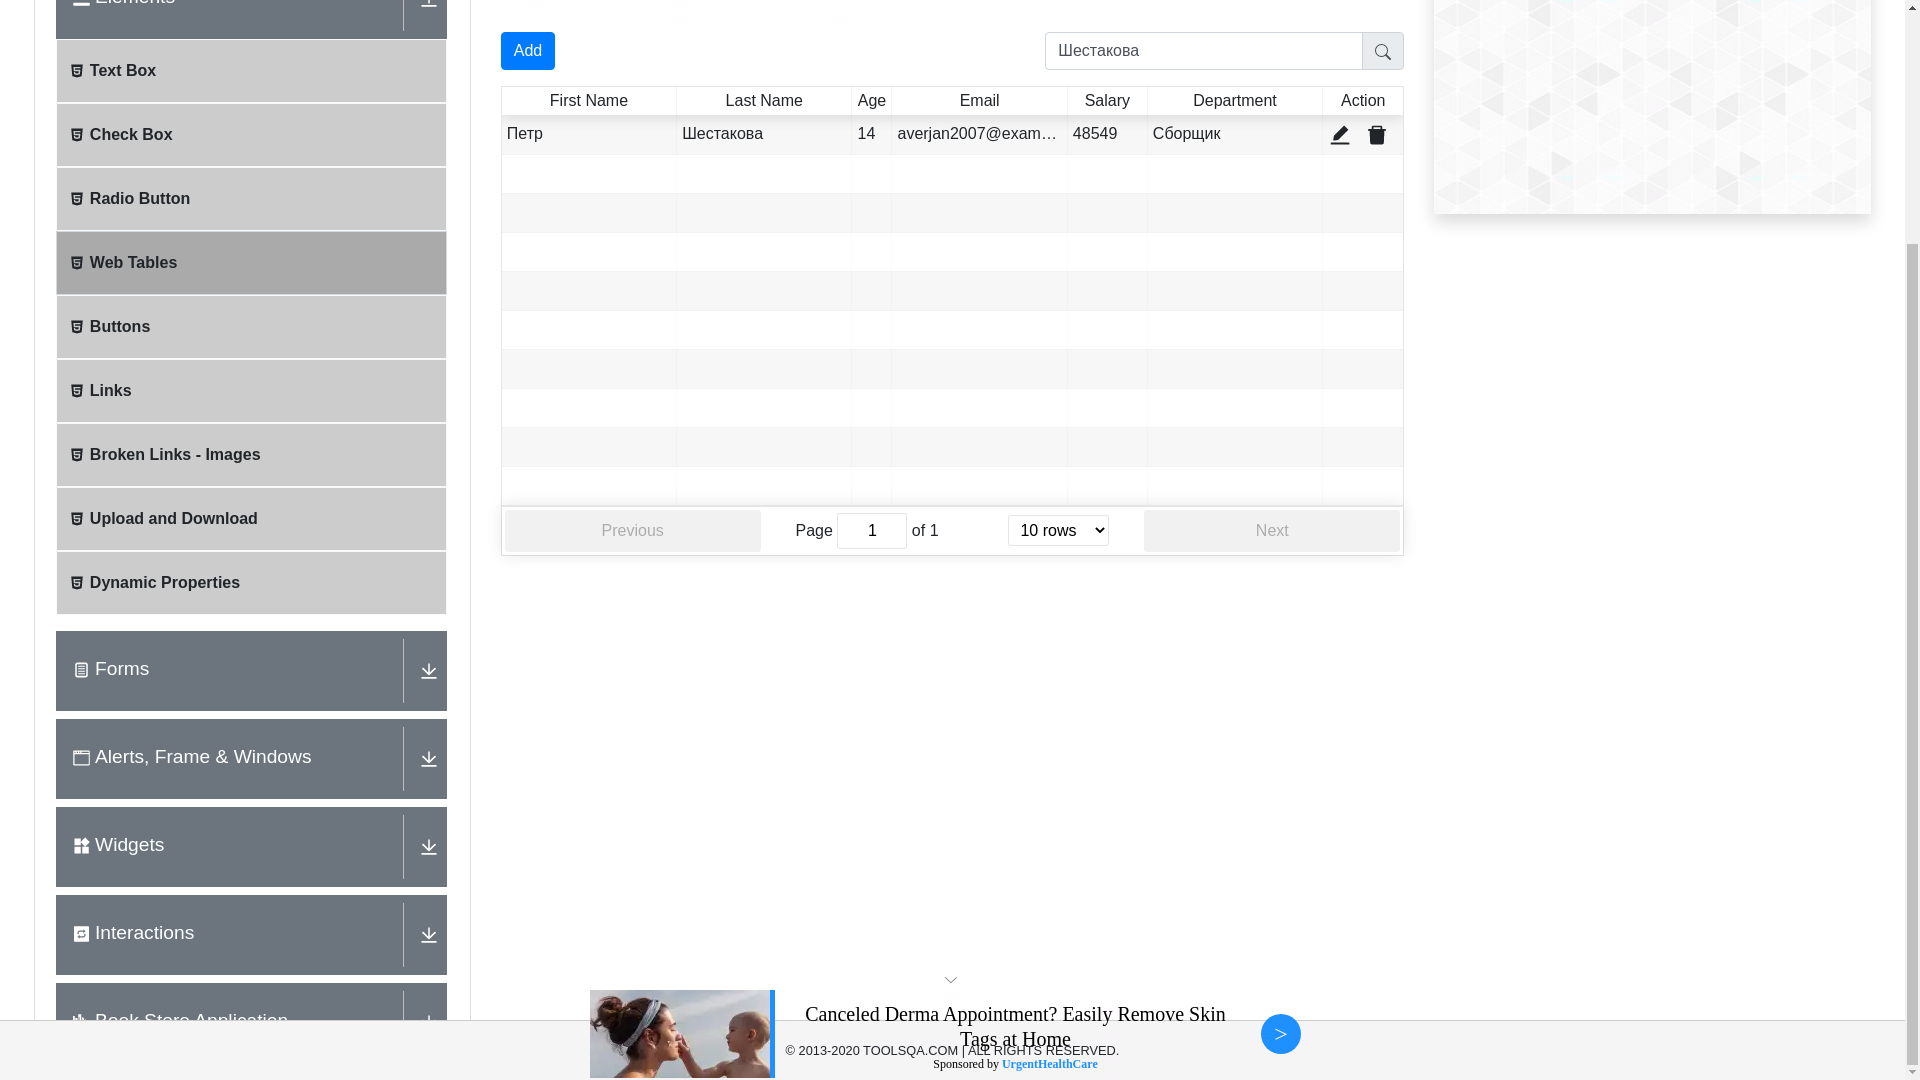 Elements
Text Box
Check Box
Radio Button
Web Tables
Buttons
Links
Broken Links - Images
Upload and Download
Dynamic Properties
Forms
Alerts, Frame & Windows
Widgets
Interactions
Book Store Application
Add
Шестакова
First Name Last Name Age Email Salary Department Action
Петр Шестакова 14 averjan2007@exam… 48549 Сборщик
Previous Page 1 of 1 10 rows Next
Canceled Derma Appointment? Easily Remove Skin
Tags at Home
© 2013-2020 TOOLSQA.COM | ALL RIGHTS RESERVED.
Sponsored by UrgentHealthCare
>